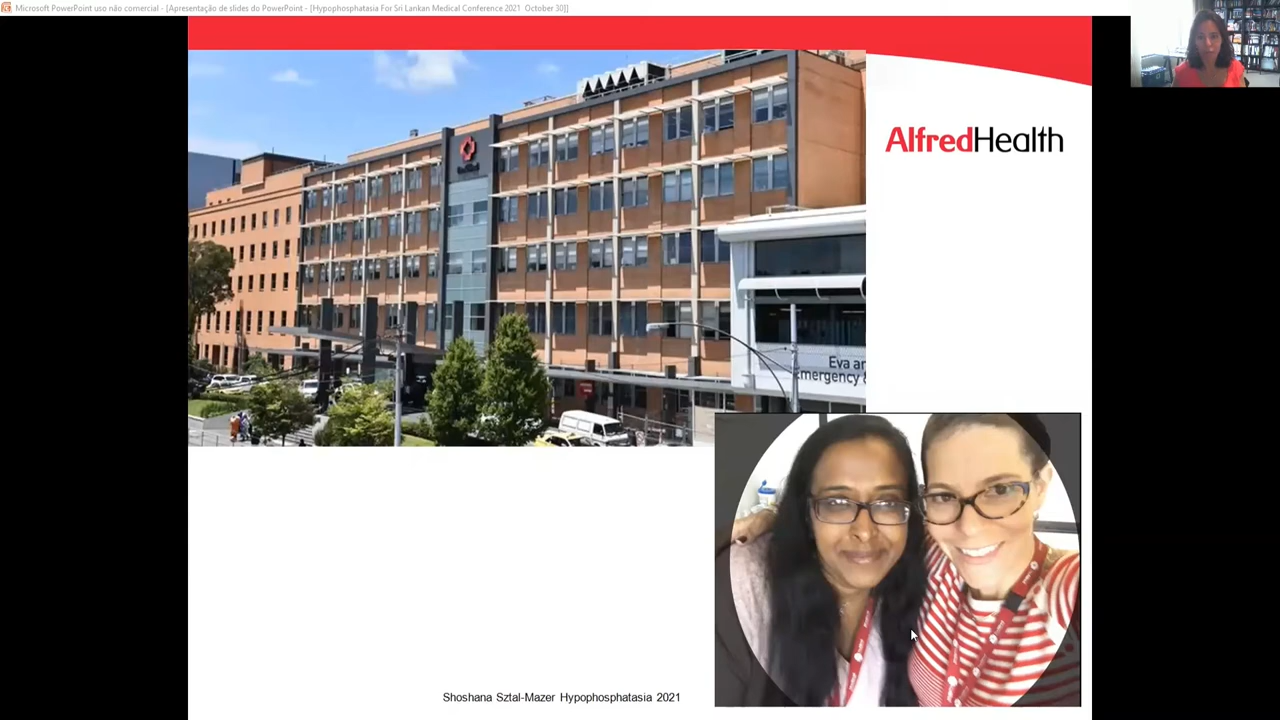 Microsoft PowerPoint uso não comercial - [Apresentação de slides do PowerPoint - [Hypophosphatasia For Sri Lankan Medical Conference 2021 October 30]]
AlfredHealth
Eva
Emergency &
Shoshana Sztal-Mazer Hypophosphatasia 2021